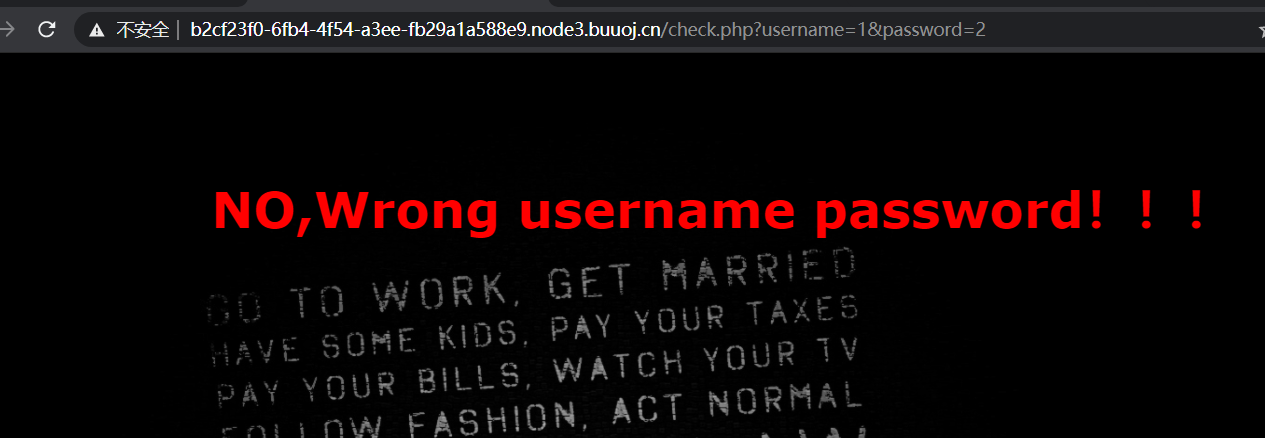 不安全 | b2cf23f0-6fb4-4f54-a3ee-fb29a1a588e9.node3.buuoj.cn/check.php?username=1&password=2
NO,Wrong username password！！！
GO TO WORK, GET MARRIED
HAVE SOME KIDS, PAY YOUR TAXES
PAY YOUR BILLS, WATCH YOUR TV
FOLLOW FASHION, ACT NORMAL